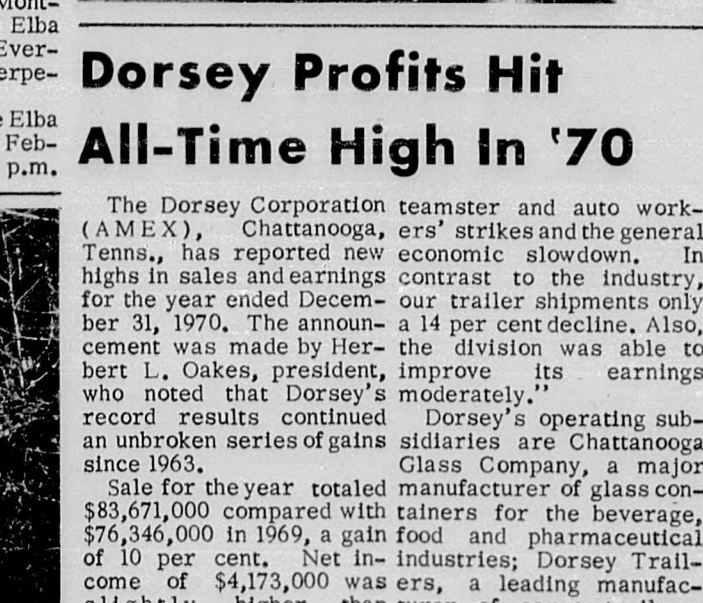 Elba
Ever-
erpe-
Elba
Feb-
p.m.
Dorsey Profits Hit
All-Time High In '70
The Dorsey Corporation
(AMEX), Chattanooga,
Tenns., has reported new
highs in sales and earnings
for the year ended Decem-
ber 31, 1970. The announ-
cement was made by Her-
bert L. Oakes, president,
who noted that Dorsey's
record results continued
an unbroken series of gains
since 1963.
Sale for the year totaled
$83,671,000 compared with
$76,346,000 in 1969, a gain
of 10 per cent. Net in-
come of $4,173,000 was
slightly higher than
teamster and auto work-
ers' strikes and the general
economic slowdown. In
contrast to the industry,
our trailer shipments only
a 14 per cent decline. Also,
the division was able to
improve its earnings
moderately."
Dorsey's operating sub-
sidiaries are Chattanooga
Glass Company, a major
manufacturer of glass con-
tainers for the beverage,
food and pharmaceutical
industries; Dorsey Trail-
ers, a leading manufac-